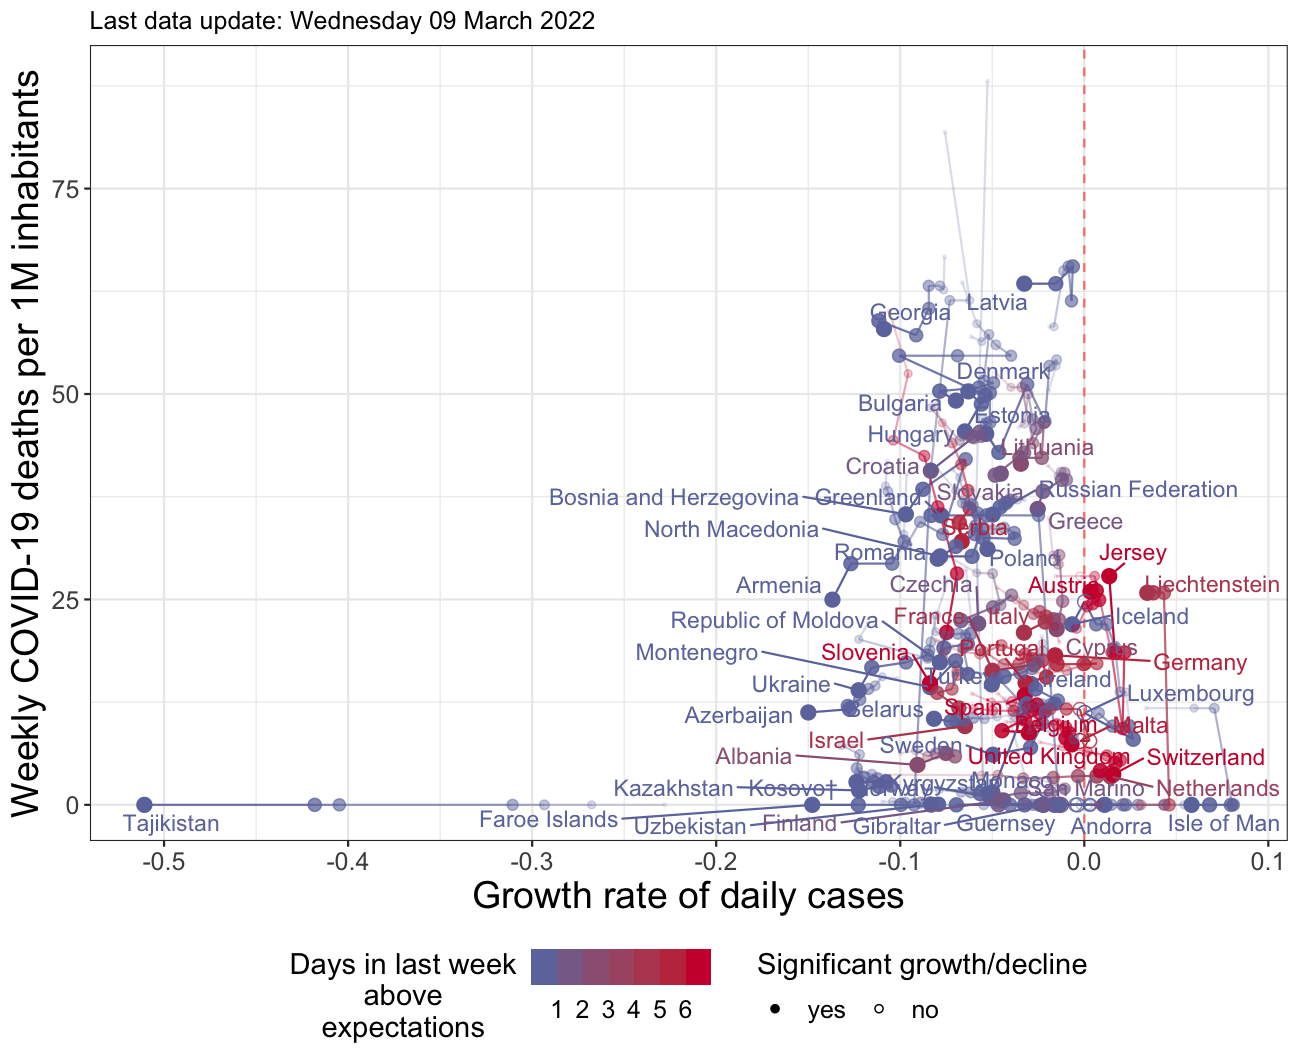 Last data update: Wednesday 09 March 2022
Weekly COVID-19 deaths per 1M inhabitants
75
50
25
0
Georgia
Latvia
Denmark
Bulgaria
Estonia
Hungary
Lithuania
Croatia
Bosnia and Herzegovina
Greenland
Slovakia
Russian Federation
North Macedonia
Serbia
Greece
Romania
Poland
Jersey
Armenia
Czechia
Austria
Liechtenstein
Republic of Moldova
France
Italy
Iceland
Montenegro
Slovenia
Portugal
Cyprus
Germany
Ukraine
Turkey
Ireland
Luxembourg
Azerbaijan
Belarus
Spain
Israel
Belgium
Malta
Albania
Sweden
United Kingdom
Switzerland
Kazakhstan
Kosovo†
Norway
Kyrgyzstan
Monaco
San Marino
Netherlands
Tajikistan
Faroe Islands
Uzbekistan
Finland
Gibraltar
Guernsey
Andorra
Isle of Man
-0.5
-0.4
-0.3
-0.2
-0.1
0.0
0.1
Growth rate of daily cases
Days in last week
above
expectations
1 2 3 4 5 6
Significant growth/decline
yes
no